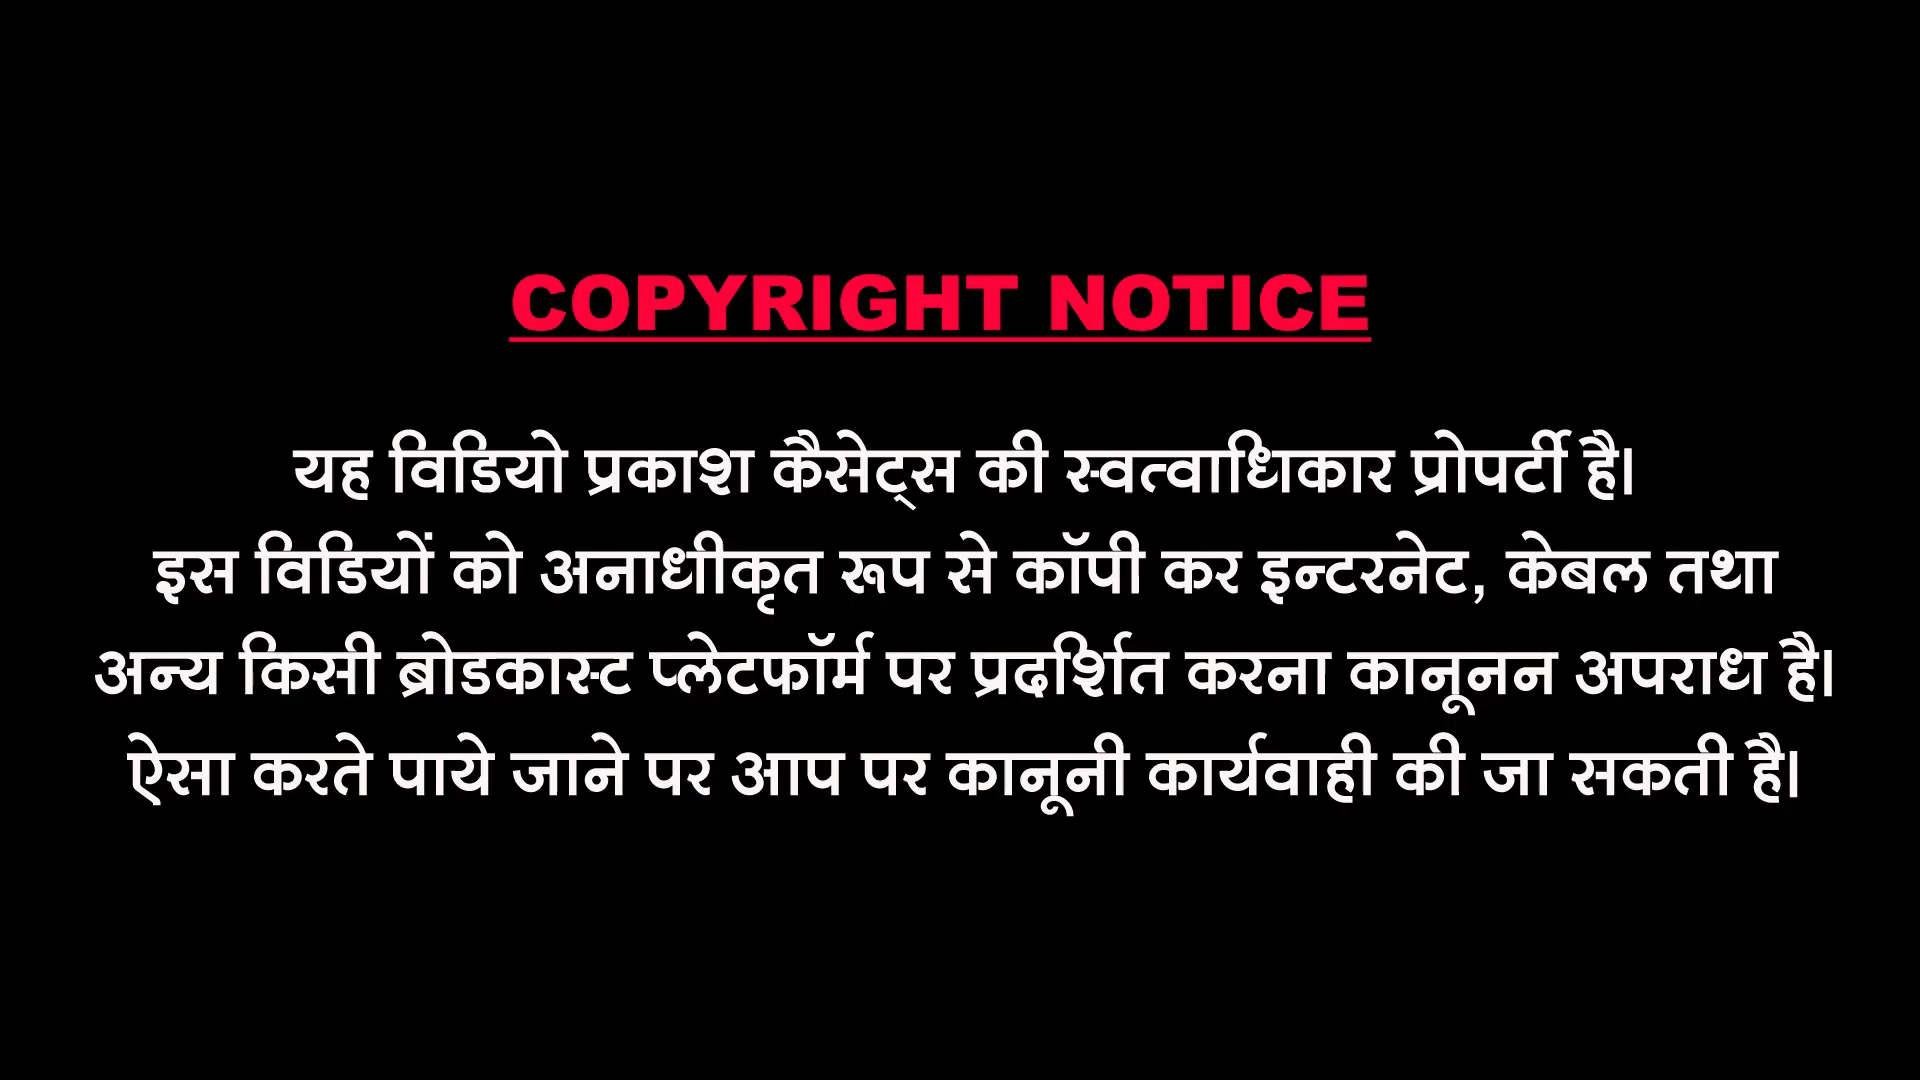 COPYRIGHT NOTICE
यह विडियो प्रकाश कैसेट्स की स्वत्वाधिकार प्रोपर्टी है।
इस विडियों को अनाधीकृत रूप से कॉपी कर इन्टरनेट, केबल तथा
अन्य किसी ब्रोडकास्ट प्लेटफॉर्म पर प्रदर्शित करना कानूनन अपराध है।
ऐसा करते पाये जाने पर आप पर कानूनी कार्यवाही की जा सकती है।